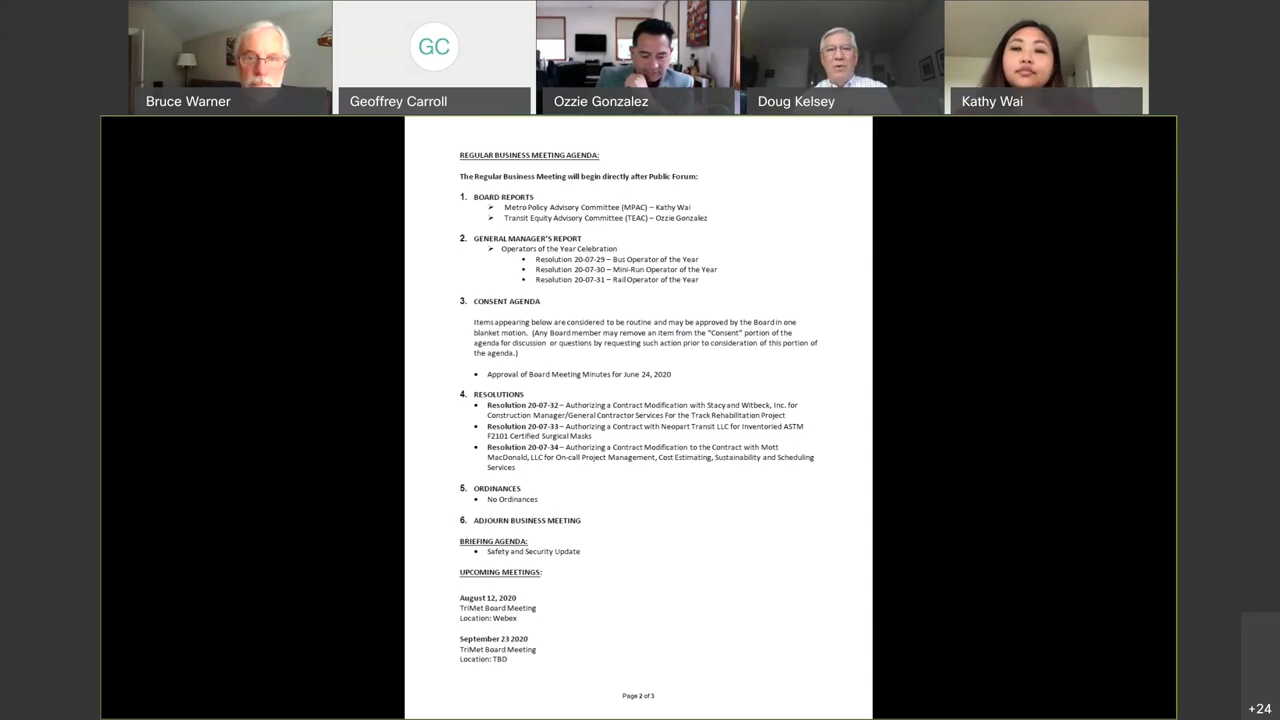 GC
Bruce Warner
Geoffrey Carroll
Ozzie Gonzalez
Doug Kelsey
Kathy Wai
REGULAR BUSINESS MEETING AGENDA:
The Regular Business Meeting will begin directly after Public Forum:
1. BOARD REPORTS
➢ Metro Policy Advisory Committee (MPAC) – Kathy Wai
➢ Transit Equity Advisory Committee (TEAC) – Ozzie Gonzalez
2. GENERAL MANAGER'S REPORT
➢ Operators of the Year Celebration
• Resolution 20-07-29 – Bus Operator of the Year
• Resolution 20-07-30 – Mini-Run Operator of the Year
• Resolution 20-07-31 – Rail Operator of the Year
3. CONSENT AGENDA
Items appearing below are considered to be routine and may be approved by the Board in one
blanket motion. (Any Board member may remove an item from the "Consent" portion of the
agenda for discussion or questions by requesting such action prior to consideration of this portion of
the agenda.)
• Approval of Board Meeting Minutes for June 24, 2020
4. RESOLUTIONS
• Resolution 20-07-32 – Authorizing a Contract Modification with Stacy and Witbeck, Inc. for
Construction Manager/General Contractor Services For the Track Rehabilitation Project
• Resolution 20-07-33 – Authorizing a Contract with Neopart Transit LLC for Inventoried ASTM
F2101 Certified Surgical Masks
• Resolution 20-07-34 – Authorizing a Contract Modification to the Contract with Mott
MacDonald, LLC for On-call Project Management, Cost Estimating, Sustainability and Scheduling
Services
5. ORDINANCES
• No Ordinances
6. ADJOURN BUSINESS MEETING
BRIEFING AGENDA:
• Safety and Security Update
UPCOMING MEETINGS:
August 12, 2020
TriMet Board Meeting
Location: Webex
September 23 2020
TriMet Board Meeting
Location: TBD
Page 2 of 3
+24